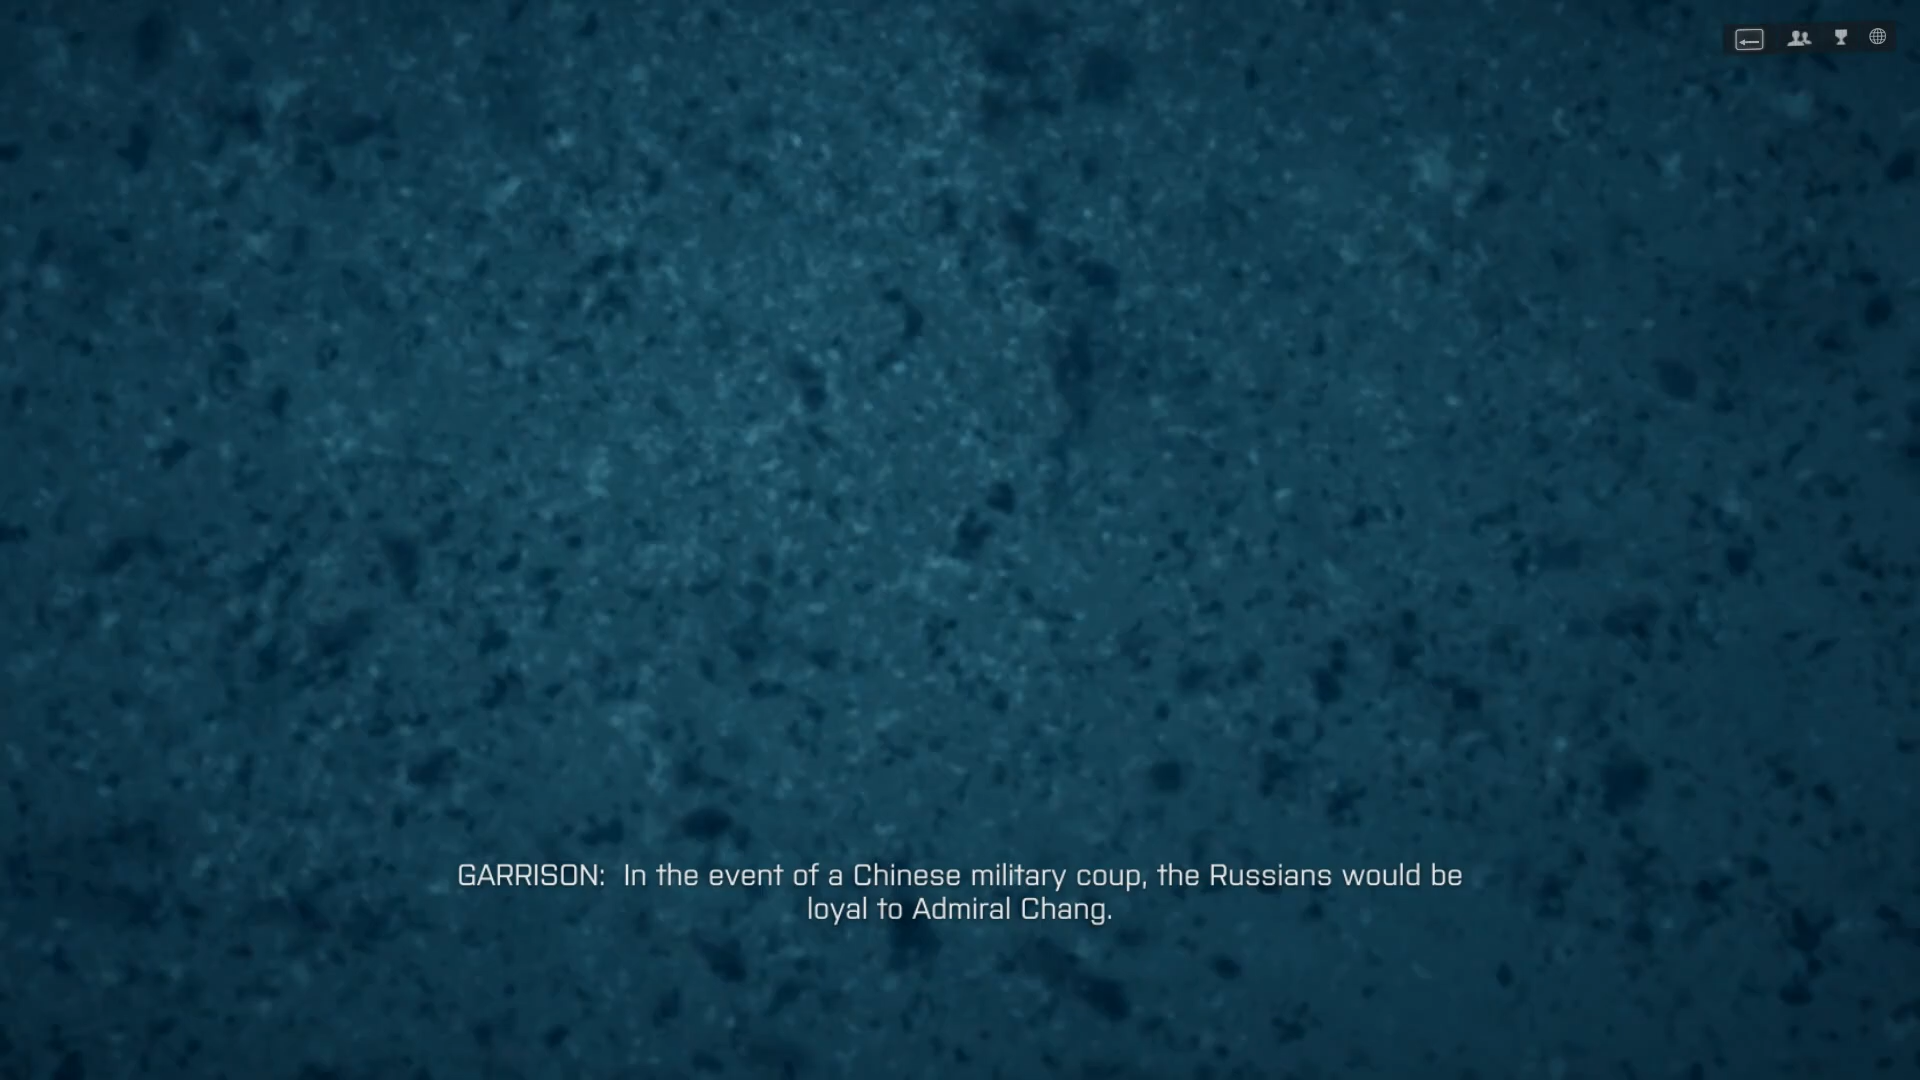 GARRISON:  In the event of a Chinese military coup, the Russians would be
loyal to Admiral Chang.